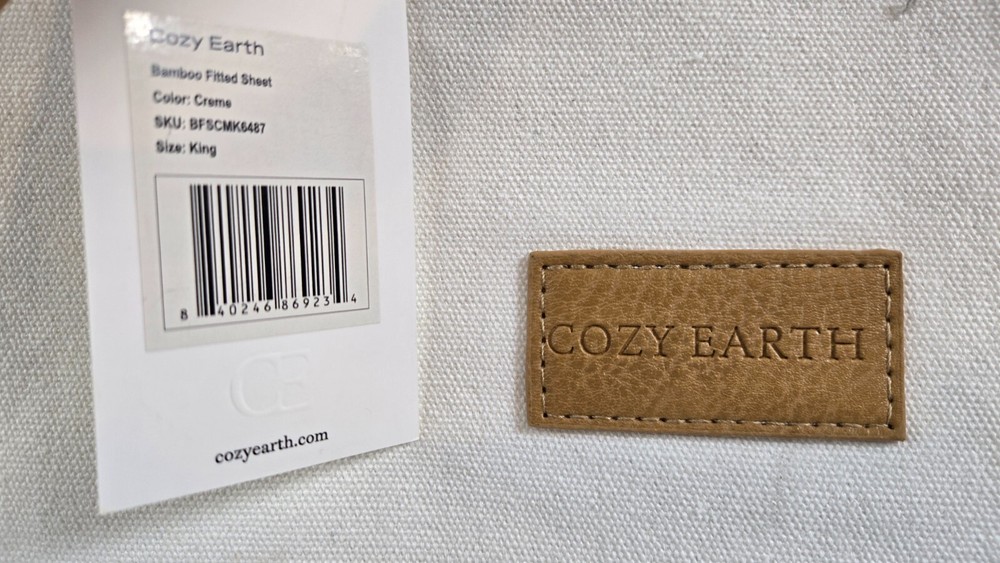 Cozy Earth
Bamboo Fitted Sheet
Color: Creme
SKU: BFSCMK6487
Size: King
8 40246 86923 4
CE
cozyearth.com
COZY EARTH